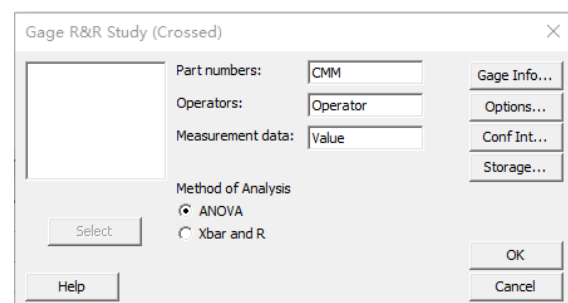 Gage R&R Study (Crossed)
Part numbers: CMM Gage Info...
Operators: Operator Options...
Measurement data: Value Conf Int...
Storage...
Method of Analysis
ANOVA
Select Xbar and R
OK
Help Cancel